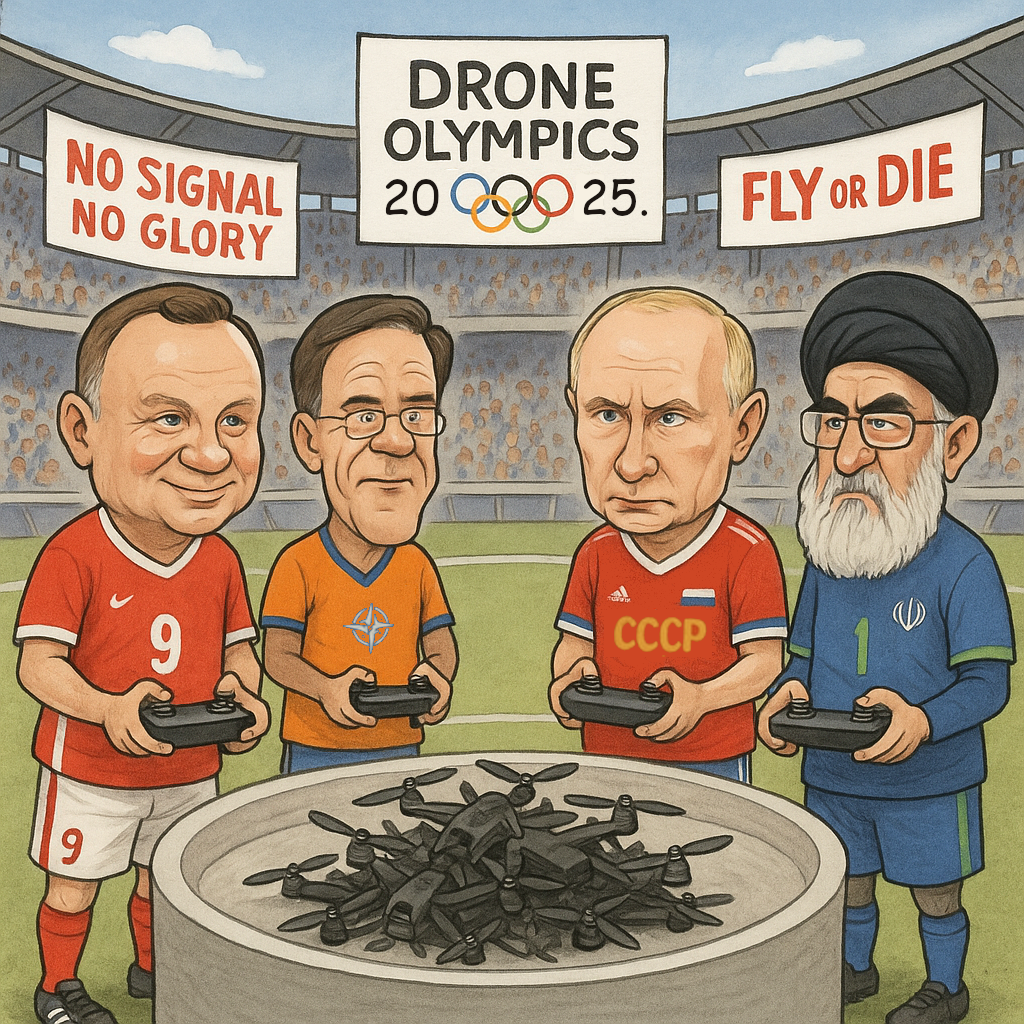 DRONE
OLYMPICS
20 25.
NO SIGNAL
NO GLORY
FLY OR DIE
9
CCCP
1
9